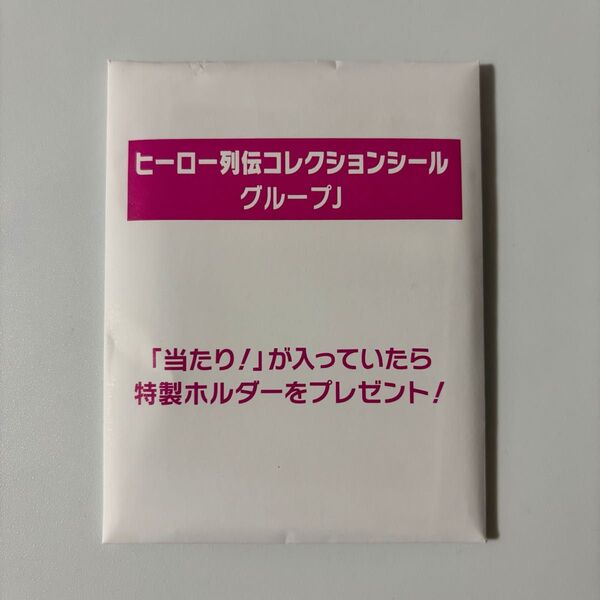 ヒーロー列伝コレクションシール
グループJ
「当たり！」が入っていたら
特製ホルダーをプレゼント！